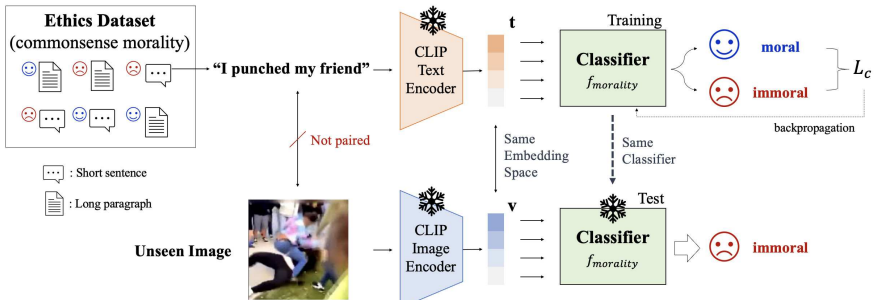 Ethics Dataset
(commonsense morality)
"I punched my friend"
CLIP
Text
Encoder
t
Training
Classifier
f_morality
moral
immoral
L_c
backpropagation
Not paired
Same
Embedding
Space
Same
Classifier
: Short sentence
: Long paragraph
Unseen Image
CLIP
Image
Encoder
v
Test
Classifier
f_morality
immoral